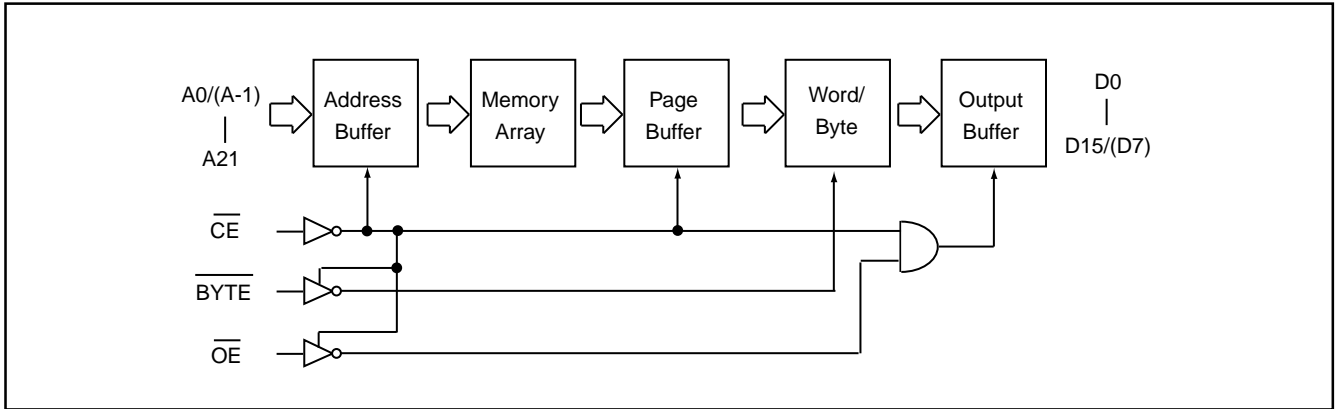 A0/(A-1)
A21
Address
Buffer
Memory
Array
Page
Buffer
Word/
Byte
Output
Buffer
D0
D15/(D7)
CE
BYTE
OE